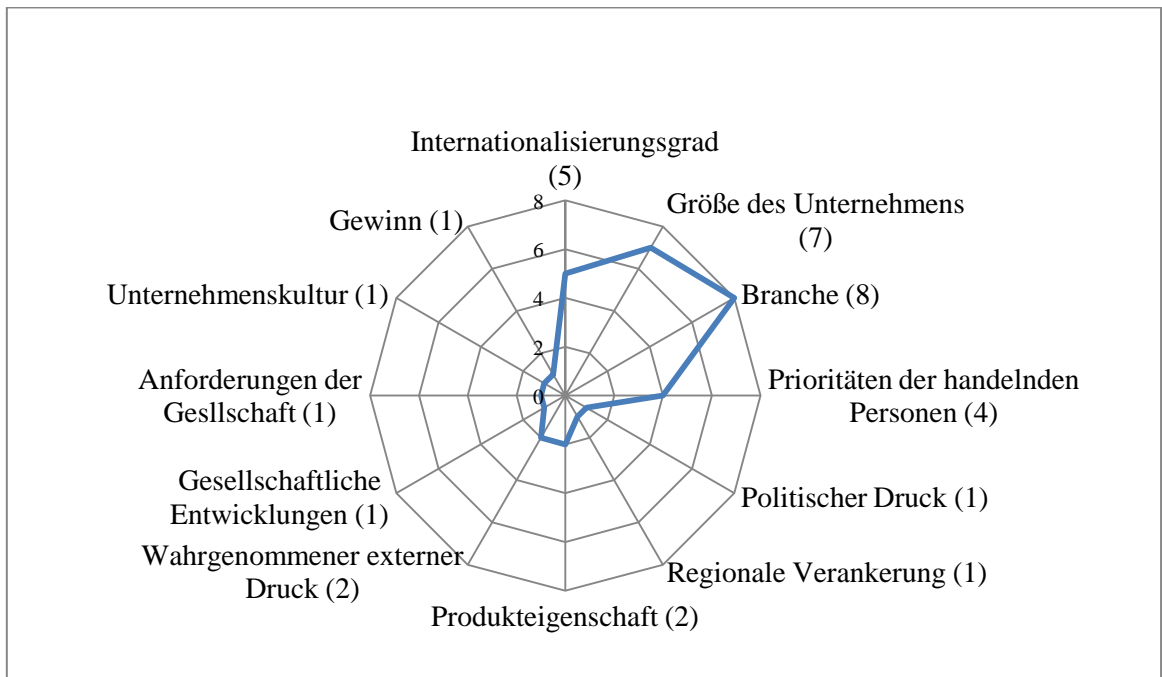 Internationalisierungsgrad
(5)
Größe des Unternehmens
(7)
Branche (8)
Prioritäten der handelnden
Personen (4)
Politischer Druck (1)
Regionale Verankerung (1)
Produkteigenschaft (2)
Wahrgenommener externer
Druck (2)
Gesellschaftliche
Entwicklungen (1)
Anforderungen der
Gesllschaft (1)
Unternehmenskultur (1)
Gewinn (1)
8
6
4
2
0